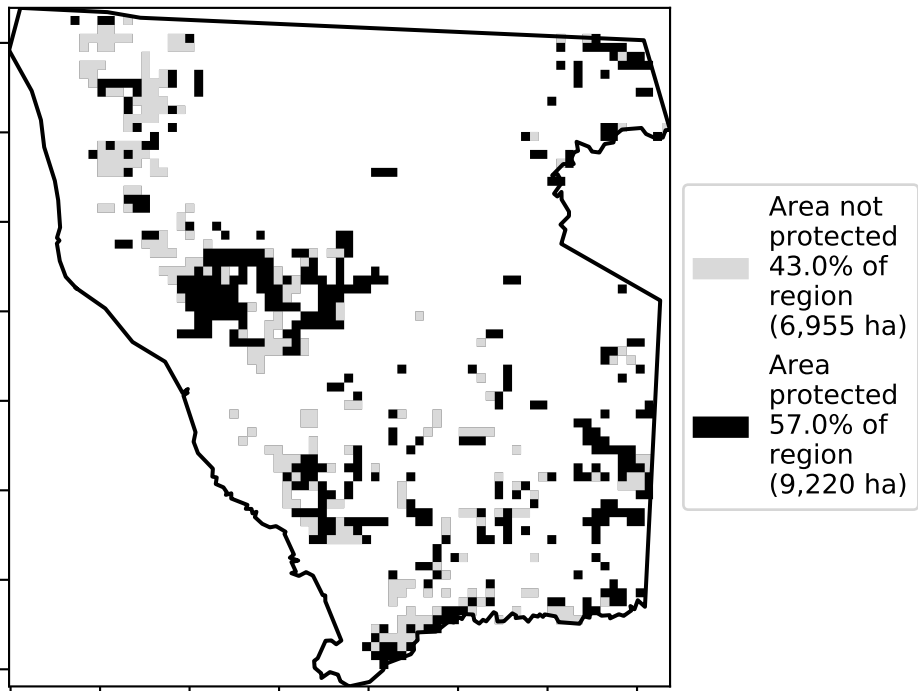 Area not
protected
43.0% of
region
(6,955 ha)
Area
protected
57.0% of
region
(9,220 ha)